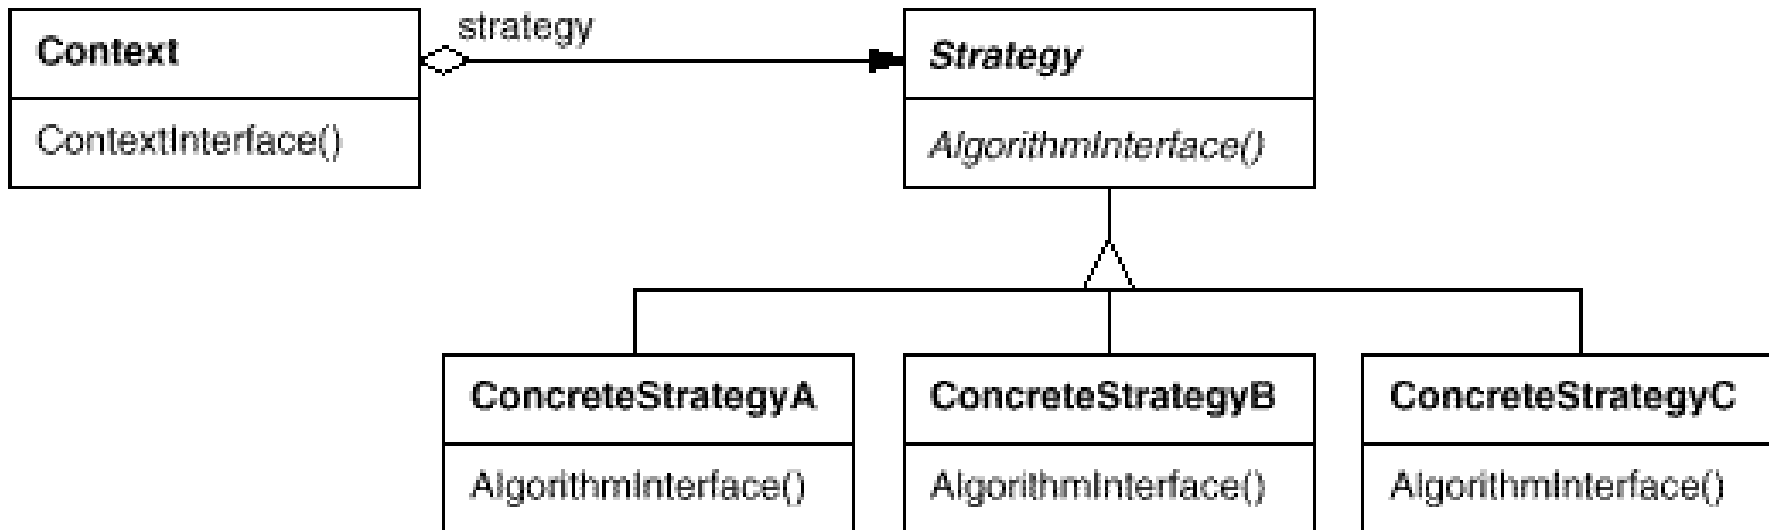 Context
strategy
Strategy
ContextInterface()
AlgorithmInterface()
ConcreteStrategyA
ConcreteStrategyB
ConcreteStrategyC
AlgorithmInterface()
AlgorithmInterface()
AlgorithmInterface()